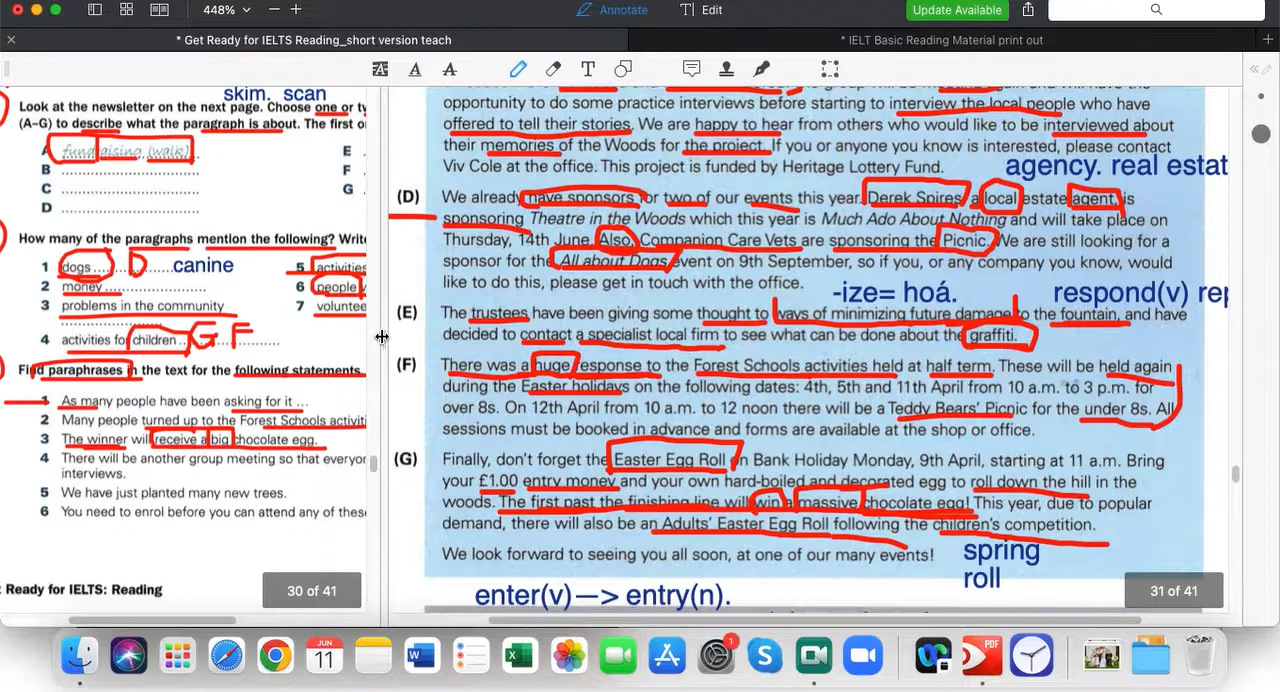 448%
Annotate
Edit
Update Available
* Get Ready for IELTS Reading_short version teach
* IELT Basic Reading Material print out
skim. scan
Look at the newsletter on the next page. Choose one or
(A–G) to describe what the paragraph is about. The first
A fundraising (walk) E
B F
C G
D
How many of the paragraphs mention the following?
1 dogs D canine 5 activities
2 money 6 people
3 problems in the community 7
4 activities for children G F
Find paraphrases in the text for the following statements.
1 As many people have been asking for it ...
2 Many people turned up to the Forest Schools
3 The winner will receive a big chocolate egg.
4 There will be another group meeting so that
interviews.
5 We have just planted many new trees.
6 You need to enrol before you can attend any of
Ready for IELTS: Reading
30 of 41
opportunity to do some practice interviews before starting to interview the local people who have
offered to tell their stories. We are happy to hear from others who would like to be interviewed about
their memories of the Woods for the project. If you or anyone you know is interested, please contact
Viv Cole at the office. This project is funded by Heritage Lottery Fund.
agency. real estat
(D) We already have sponsors for two of our events this year. Derek Spires, a local estate agent, is
sponsoring Theatre in the Woods which this year is Much Ado About Nothing and will take place on
Thursday, 14th June. Also, Companion Care Vets are sponsoring the Picnic. We are still looking for a
sponsor for the All about Dogs event on 9th September, so if you, or any company you know, would
like to do this, please get in touch with the office.
-ize= hoá. respond(v) rep
(E) The trustees have been giving some thought to ways of minimizing future damage to the fountain, and have
decided to contact a specialist local firm to see what can be done about the graffiti.
(F) There was a huge response to the Forest Schools activities held at half term. These will be held again
during the Easter holidays on the following dates: 4th, 5th and 11th April from 10 a.m. to 3 p.m. for
over 8s. On 12th April from 10 a.m. to 12 noon there will be a Teddy Bears' Picnic for the under 8s. All
sessions must be booked in advance and forms are available at the shop or office.
(G) Finally, don't forget the Easter Egg Roll on Bank Holiday Monday, 9th April, starting at 11 a.m. Bring
your £1.00 entry money and your own hard-boiled and decorated egg to roll down the hill in the
woods. The first past the finishing line will win a massive chocolate egg! This year, due to popular
demand, there will also be an Adults' Easter Egg Roll following the children's competition.
We look forward to seeing you all soon, at one of our many events!
spring
roll
enter(v)—> entry(n).
31 of 41
JUN
11
1
PDF